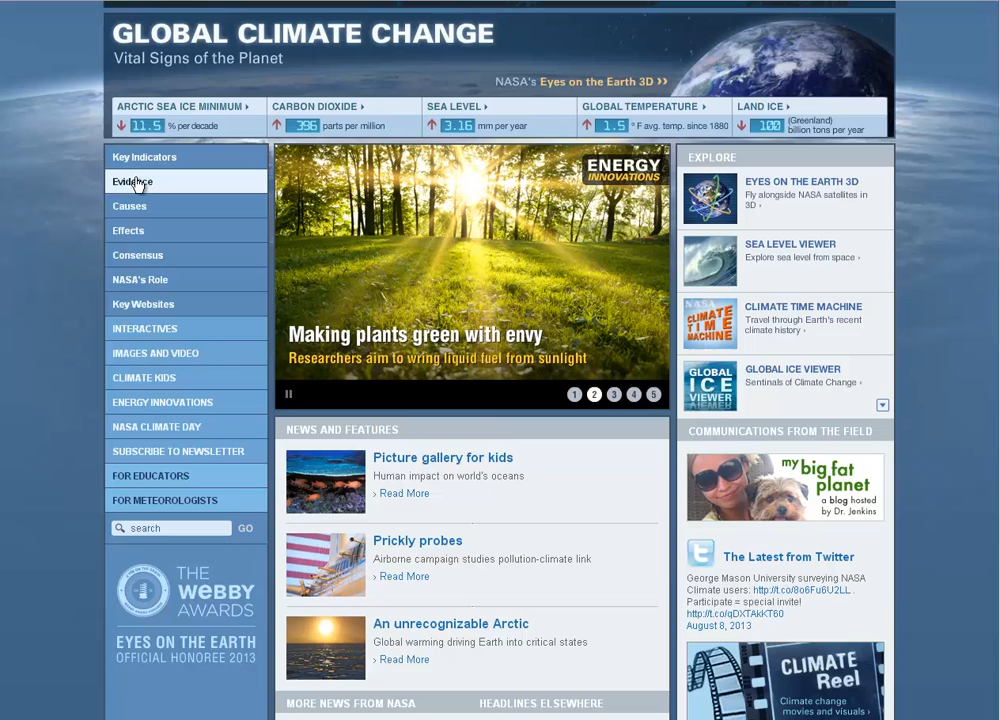 GLOBAL CLIMATE CHANGE
Vital Signs of the Planet
NASA's Eyes on the Earth 3D ››
ARCTIC SEA ICE MINIMUM
11.5 % per decade
CARBON DIOXIDE
396 parts per million
SEA LEVEL
3.16 mm per year
GLOBAL TEMPERATURE
1.5 ° F avg. temp. since 1880
LAND ICE
100 (Greenland)
billion tons per year
Key Indicators
Evidence
Causes
Effects
Consensus
NASA's Role
Key Websites
INTERACTIVES
IMAGES AND VIDEO
CLIMATE KIDS
ENERGY INNOVATIONS
NASA CLIMATE DAY
SUBSCRIBE TO NEWSLETTER
FOR EDUCATORS
FOR METEOROLOGISTS
search GO
THE
WeBBY
AWARDS
EYES ON THE EARTH
OFFICIAL HONOREE 2013
ENERGY
INNOVATIONS
Making plants green with envy
Researchers aim to wring liquid fuel from sunlight
1 2 3 4 5
NEWS AND FEATURES
Picture gallery for kids
Human impact on world's oceans
› Read More
Prickly probes
Airborne campaign studies pollution-climate link
› Read More
An unrecognizable Arctic
Global warming driving Earth into critical states
› Read More
MORE NEWS FROM NASA
HEADLINES ELSEWHERE
EXPLORE
EYES ON THE EARTH 3D
Fly alongside NASA satellites in
3D ›
SEA LEVEL VIEWER
Explore sea level from space ›
NASA
CLIMATE
TIME
MACHINE
CLIMATE TIME MACHINE
Travel through Earth's recent
climate history ›
GLOBAL
ICE
VIEWER
GLOBAL ICE VIEWER
Sentinals of Climate Change ›
COMMUNICATIONS FROM THE FIELD
my big fat
planet
a blog hosted
by Dr. Jenkins
The Latest from Twitter
George Mason University surveying NASA
Climate users: http://t.co/8o6Fu6U2LL .
Participate = special invite!
http://t.co/qDXTAkKT60
August 8, 2013
CLIMATE
Reel
Climate change
movies and visuals ›